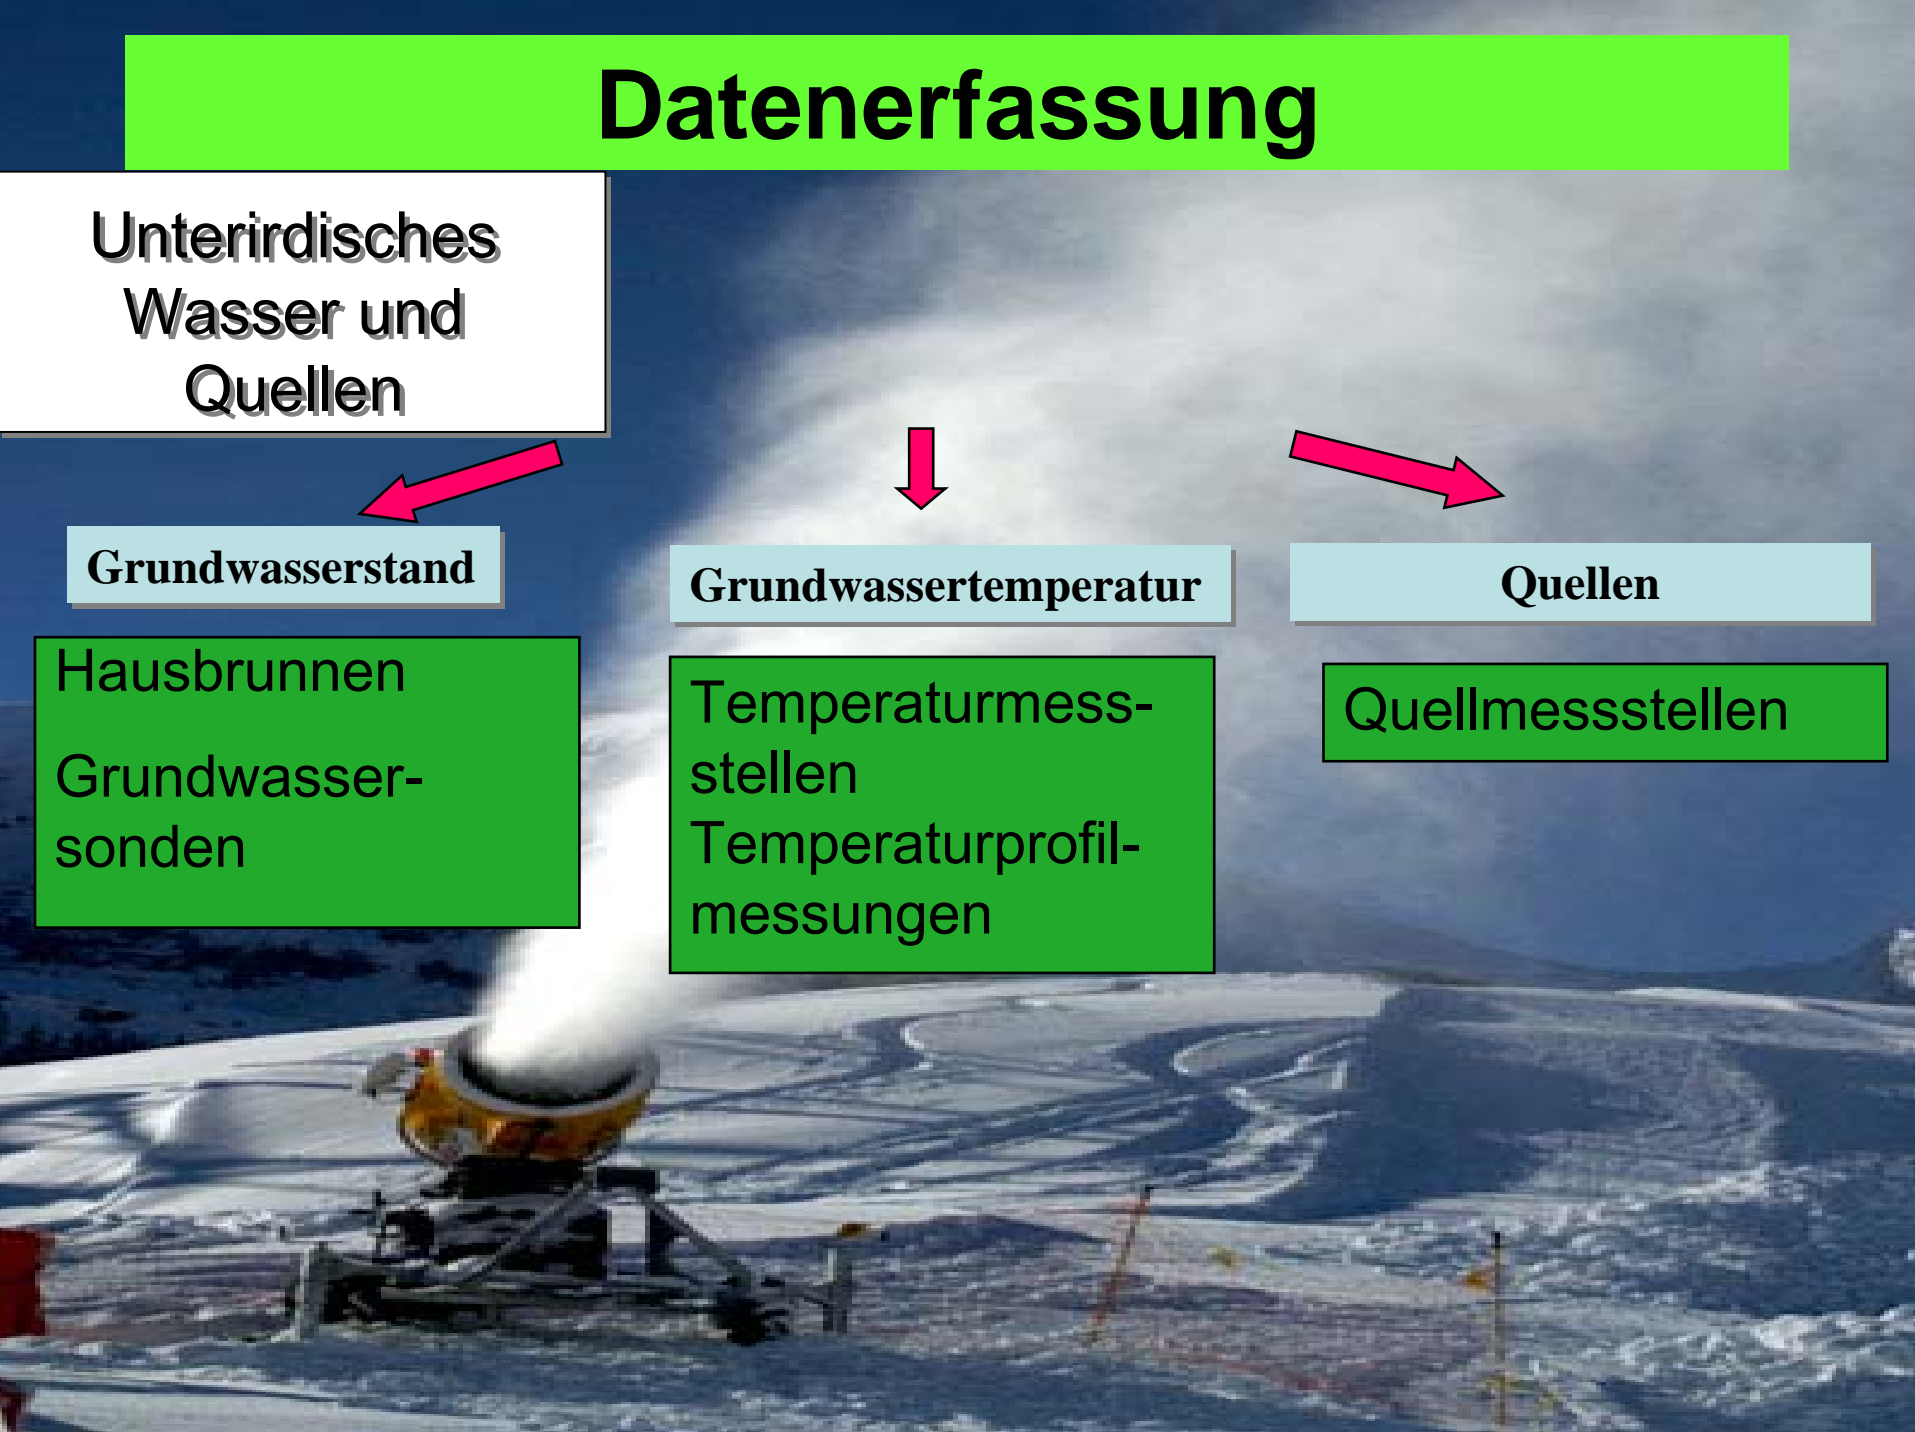 Datenerfassung
Unterirdisches
Wasser und
Quellen
Grundwasserstand
Hausbrunnen
Grundwasser-
sonden
Grundwassertemperatur
Temperaturmess-
stellen
Temperaturprofil-
messungen
Quellen
Quellmessstellen